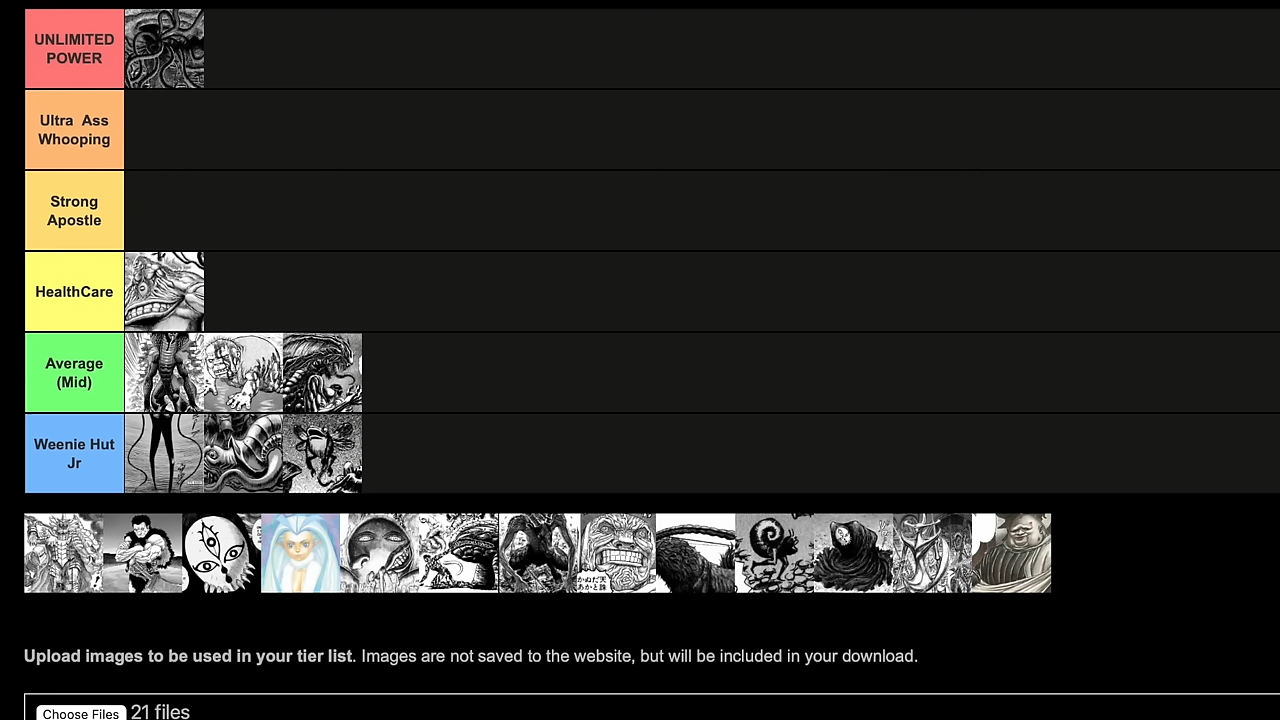 UNLIMITED
POWER
Ultra Ass
Whooping
Strong
Apostle
HealthCare
Average
(Mid)
Weenie Hut
Jr
Upload images to be used in your tier list. Images are not saved to the website, but will be included in your download.
Choose Files 21 files